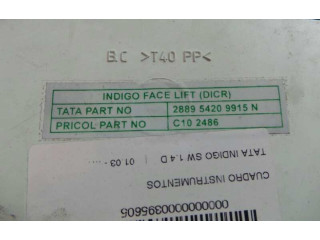 B.C >T40 PP<
INDIGO FACE LIFT (DICR)
TATA PART NO 2889 5420 9915 N
PRICOL PART NO C10 2486
TATA INDIGO SW 1.4 D | 01.03 - ...
CUADRO INSTRUMENTOS
0000000000000395605